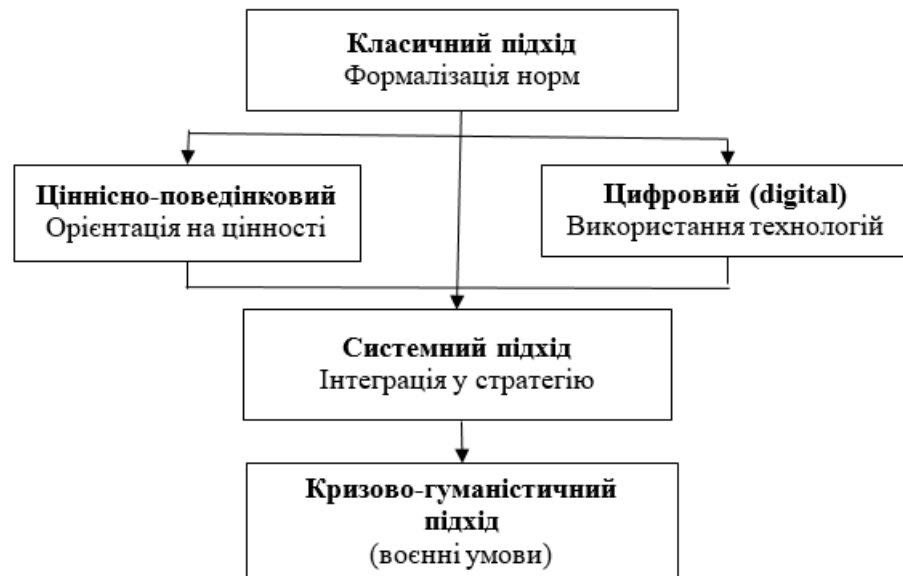 Класичний підхід
Формалізація норм
Ціннісно-поведінковий
Орієнтація на цінності
Цифровий (digital)
Використання технологій
Системний підхід
Інтеграція у стратегію
Кризово-гуманістичний
підхід
(воєнні умови)